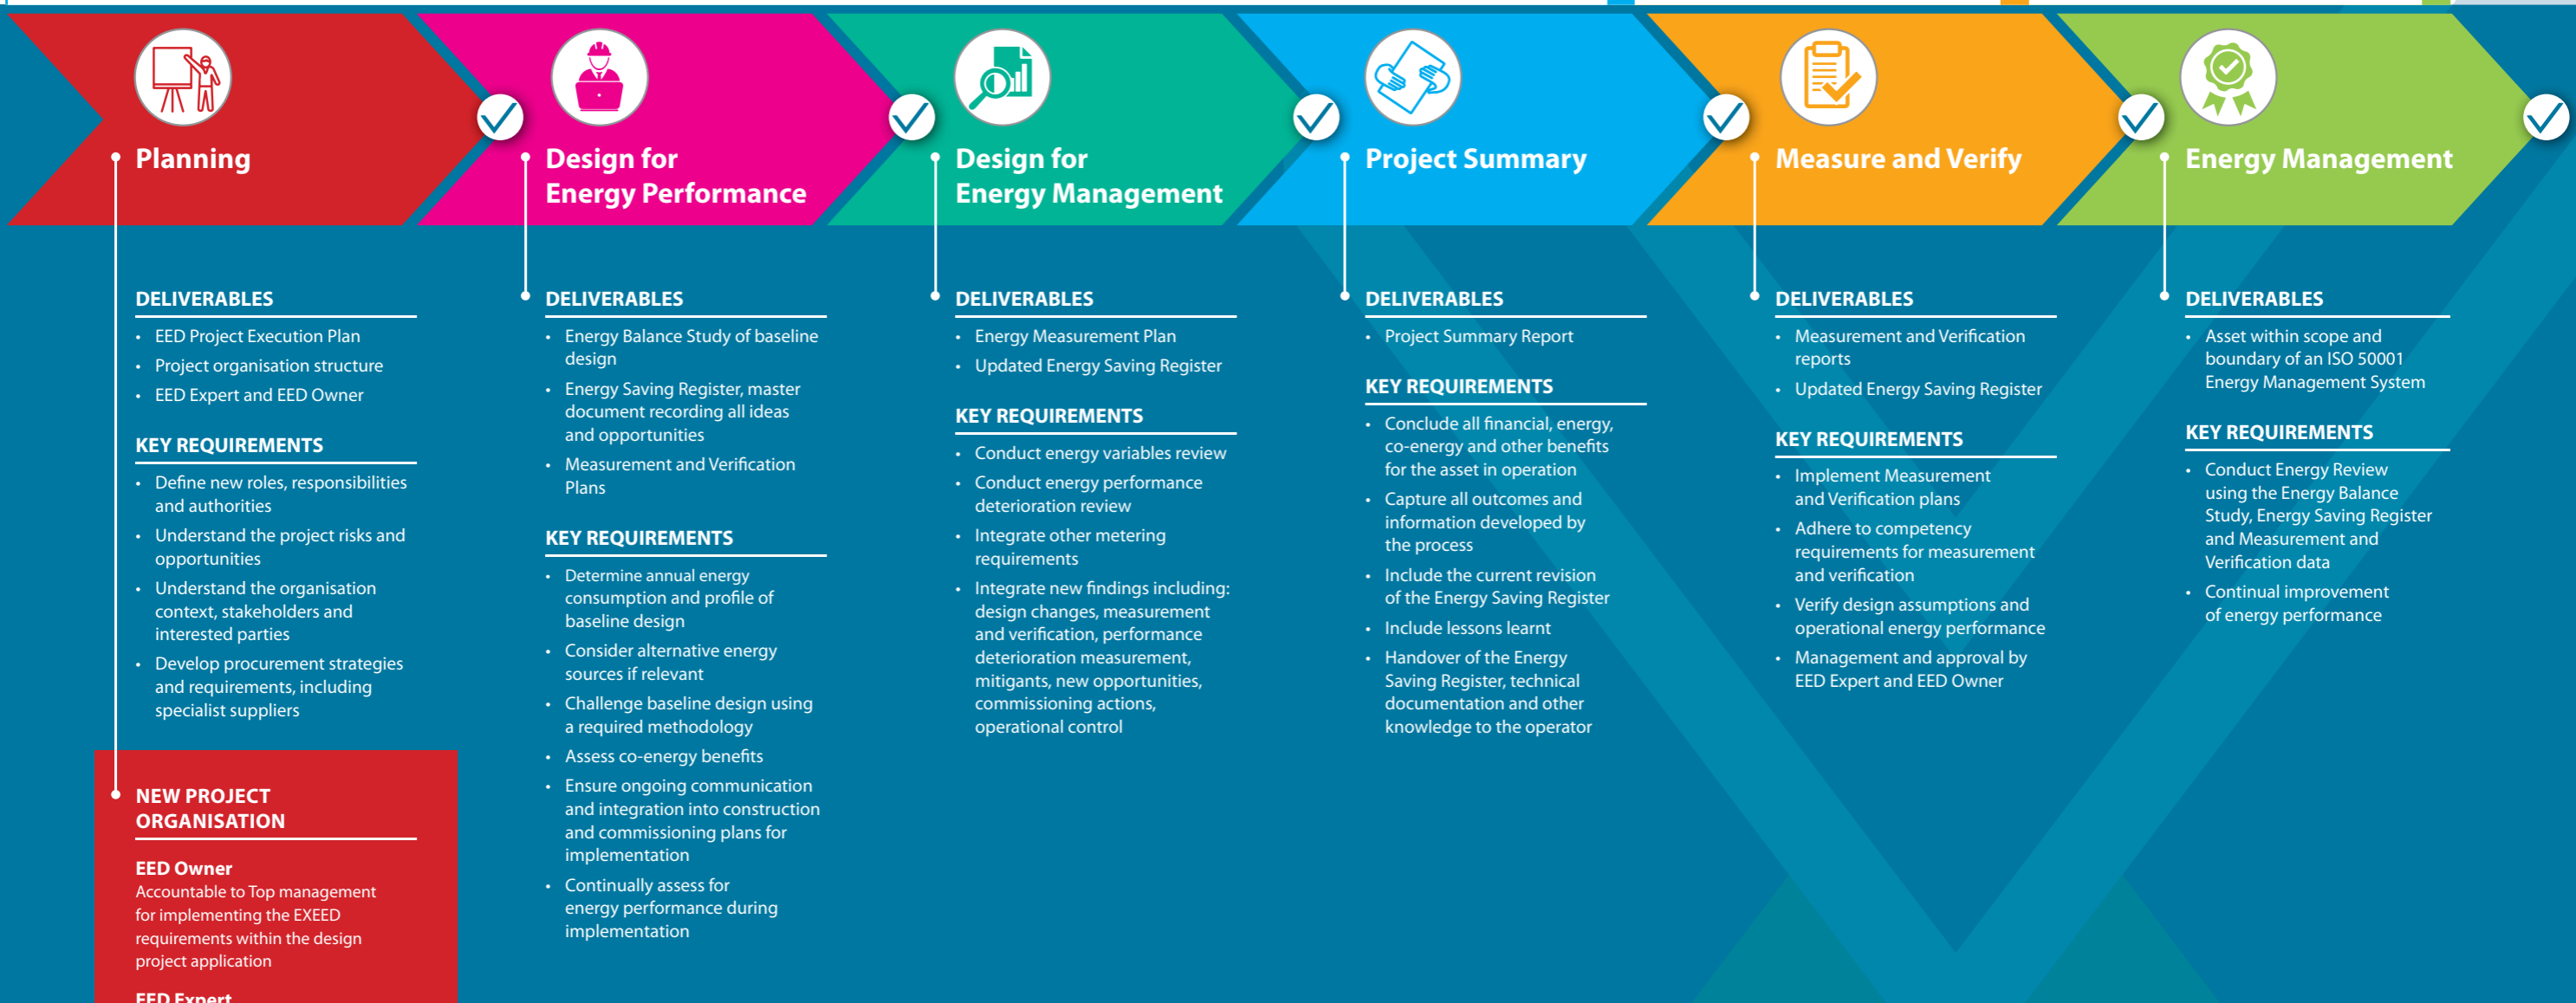 Planning
DELIVERABLES
• EED Project Execution Plan
• Project organisation structure
• EED Expert and EED Owner
KEY REQUIREMENTS
• Define new roles, responsibilities
and authorities
• Understand the project risks and
opportunities
• Understand the organisation
context, stakeholders and
interested parties
• Develop procurement strategies
and requirements, including
specialist suppliers
NEW PROJECT
ORGANISATION
EED Owner
Accountable to Top management
for implementing the EXEED
requirements within the design
project application
EED Expert
Design for
Energy Performance
DELIVERABLES
• Energy Balance Study of baseline
design
• Energy Saving Register, master
document recording all ideas
and opportunities
• Measurement and Verification
Plans
KEY REQUIREMENTS
• Determine annual energy
consumption and profile of
baseline design
• Consider alternative energy
sources if relevant
• Challenge baseline design using
a required methodology
• Assess co-energy benefits
• Ensure ongoing communication
and integration into construction
and commissioning plans for
implementation
• Continually assess for
energy performance during
implementation
Design for
Energy Management
DELIVERABLES
• Energy Measurement Plan
• Updated Energy Saving Register
KEY REQUIREMENTS
• Conduct energy variables review
• Conduct energy performance
deterioration review
• Integrate other metering
requirements
• Integrate new findings including:
design changes, measurement
and verification, performance
deterioration measurement,
mitigants, new opportunities,
commissioning actions,
operational control
Project Summary
DELIVERABLES
• Project Summary Report
KEY REQUIREMENTS
• Conclude all financial, energy,
co-energy and other benefits
for the asset in operation
• Capture all outcomes and
information developed by
the process
• Include the current revision
of the Energy Saving Register
• Include lessons learnt
• Handover of the Energy
Saving Register, technical
documentation and other
knowledge to the operator
Measure and Verify
DELIVERABLES
• Measurement and Verification
reports
• Updated Energy Saving Register
KEY REQUIREMENTS
• Implement Measurement
and Verification plans
• Adhere to competency
requirements for measurement
and verification
• Verify design assumptions and
operational energy performance
• Management and approval by
EED Expert and EED Owner
Energy Management
DELIVERABLES
• Asset within scope and
boundary of an ISO 50001
Energy Management System
KEY REQUIREMENTS
• Conduct Energy Review
using the Energy Balance
Study, Energy Saving Register
and Measurement and
Verification data
• Continual improvement
of energy performance